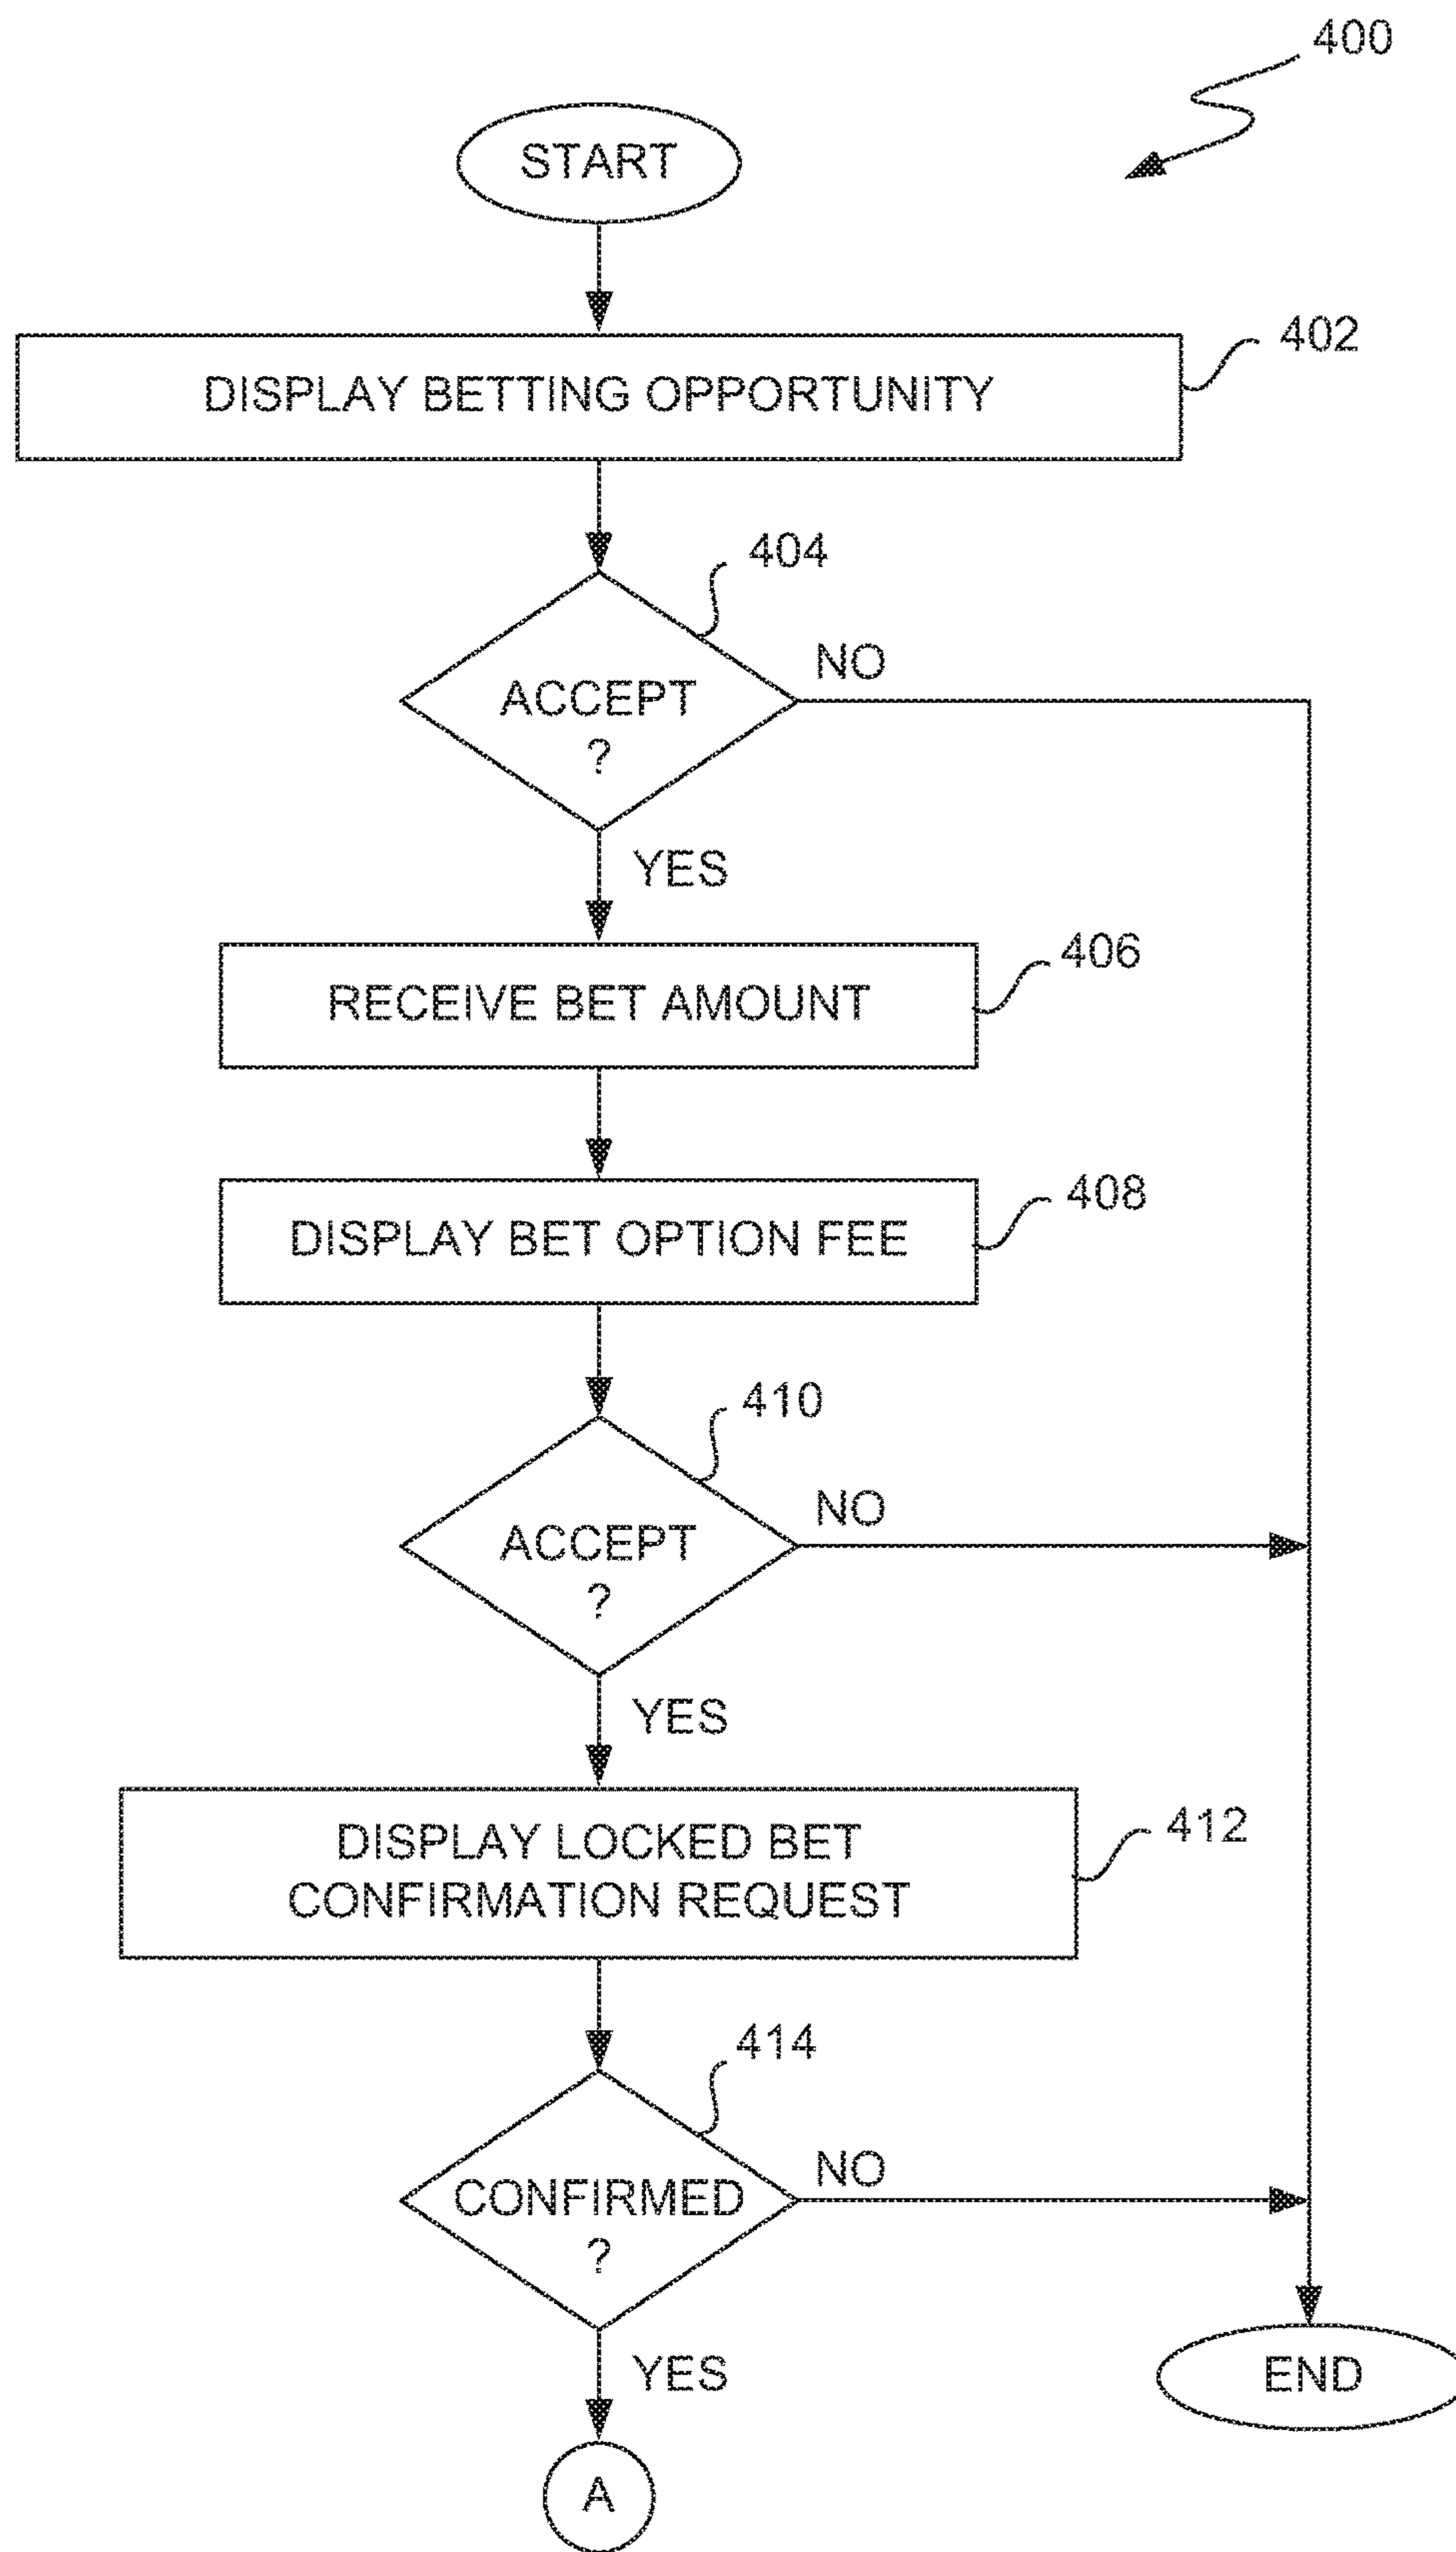 400
START
402
DISPLAY BETTING OPPORTUNITY
404
NO
ACCEPT
?
YES
406
RECEIVE BET AMOUNT
408
DISPLAY BET OPTION FEE
410
NO
ACCEPT
?
YES
412
DISPLAY LOCKED BET
CONFIRMATION REQUEST
414
NO
CONFIRMED
?
YES
END
A